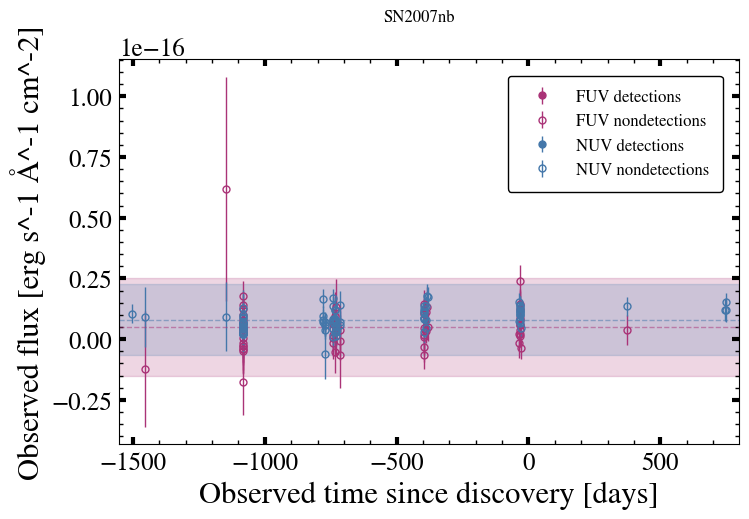 SN2007nb
1e−16
Observed flux [erg s^-1 Å^-1 cm^-2]
1.00
0.75
0.50
0.25
0.00
−0.25
FUV detections
FUV nondetections
NUV detections
NUV nondetections
−1500 −1000 −500 0 500
Observed time since discovery [days]